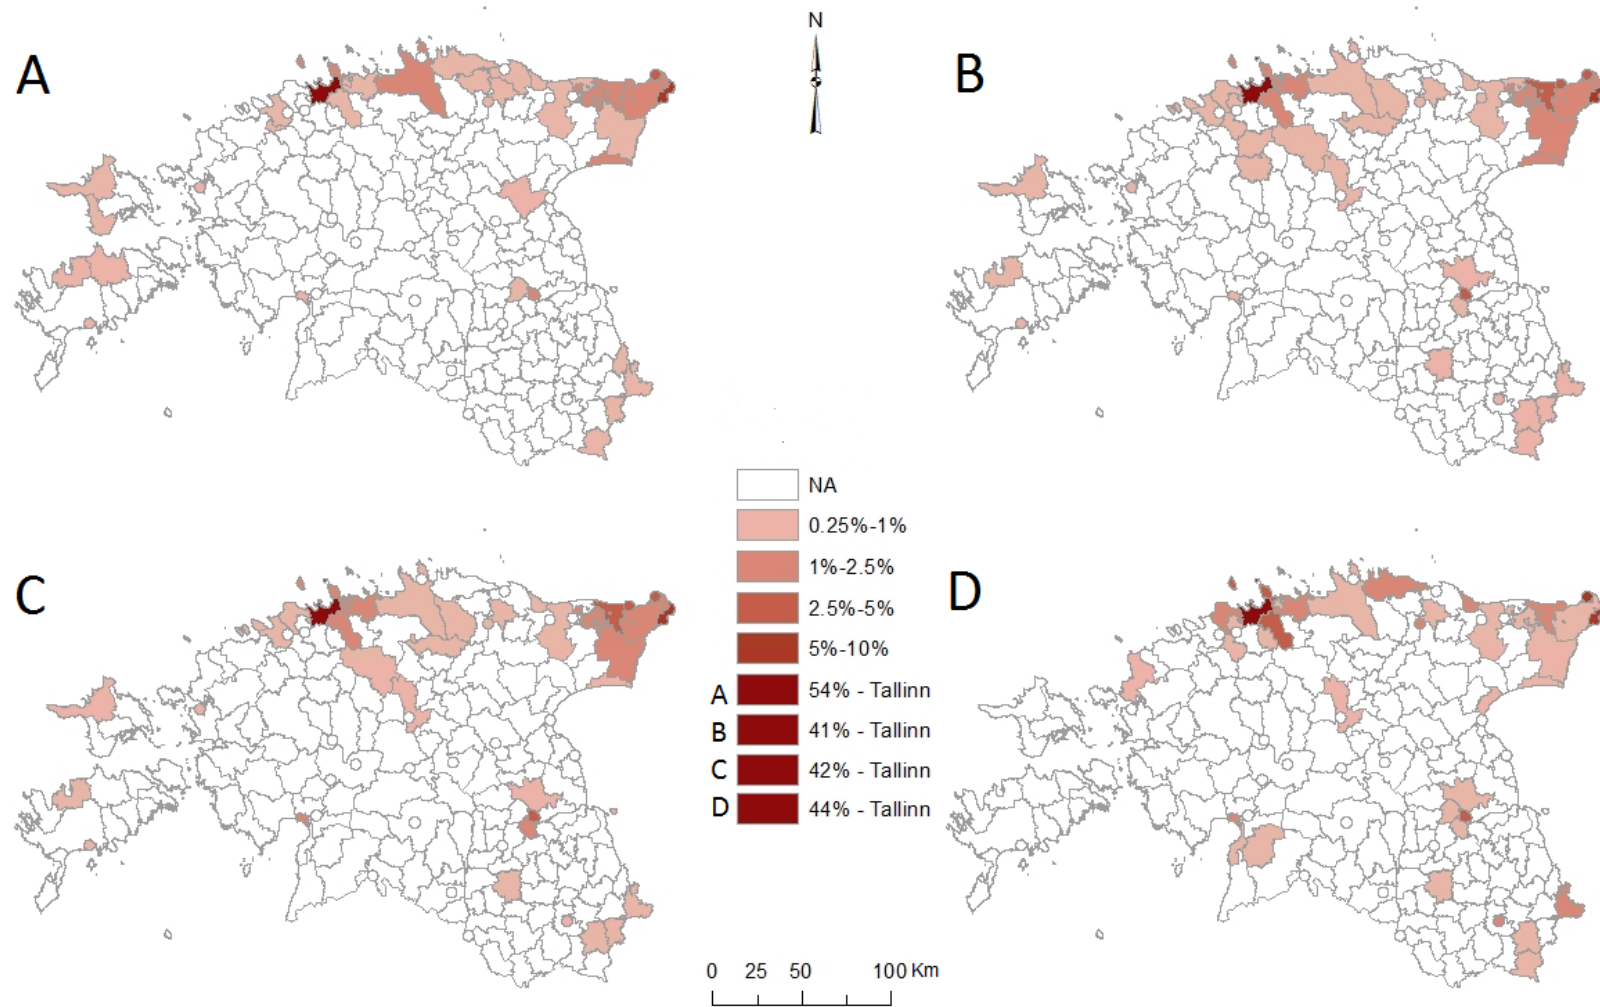 A
N
B
NA
0.25%-1%
1%-2.5%
2.5%-5%
5%-10%
A 54% - Tallinn
B 41% - Tallinn
C 42% - Tallinn
D 44% - Tallinn
C
D
0 25 50 100 Km